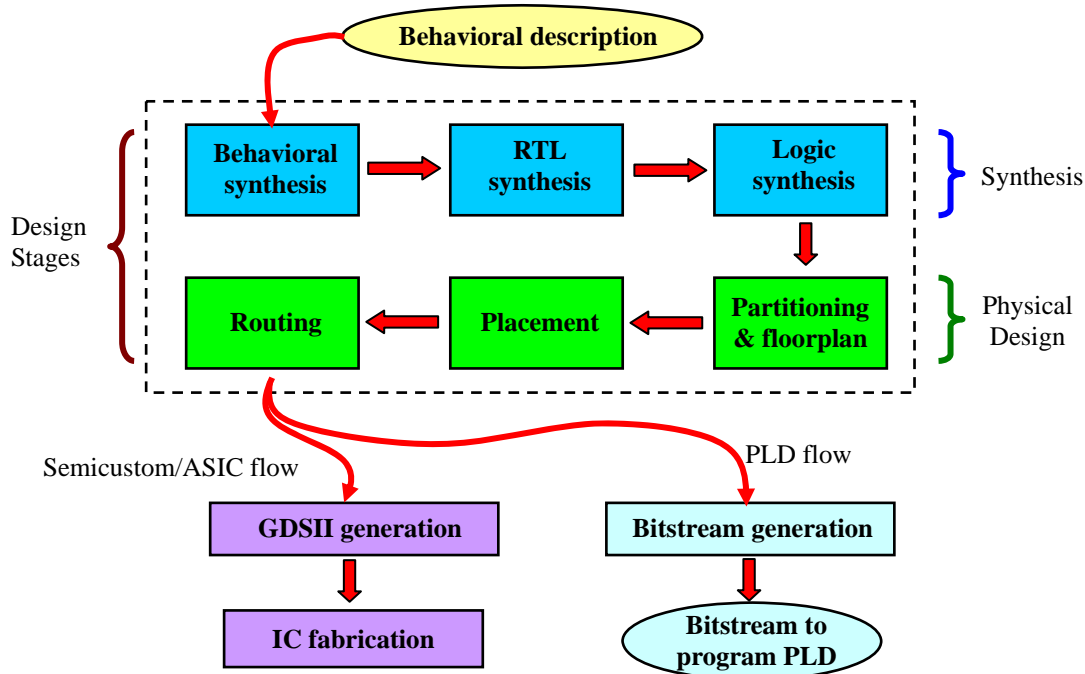 Behavioral description
Behavioral
synthesis
RTL
synthesis
Logic
synthesis
Synthesis
Design
Stages
Routing
Placement
Partitioning
& floorplan
Physical
Design
Semicustom/ASIC flow
PLD flow
GDSII generation
Bitstream generation
IC fabrication
Bitstream to
program PLD